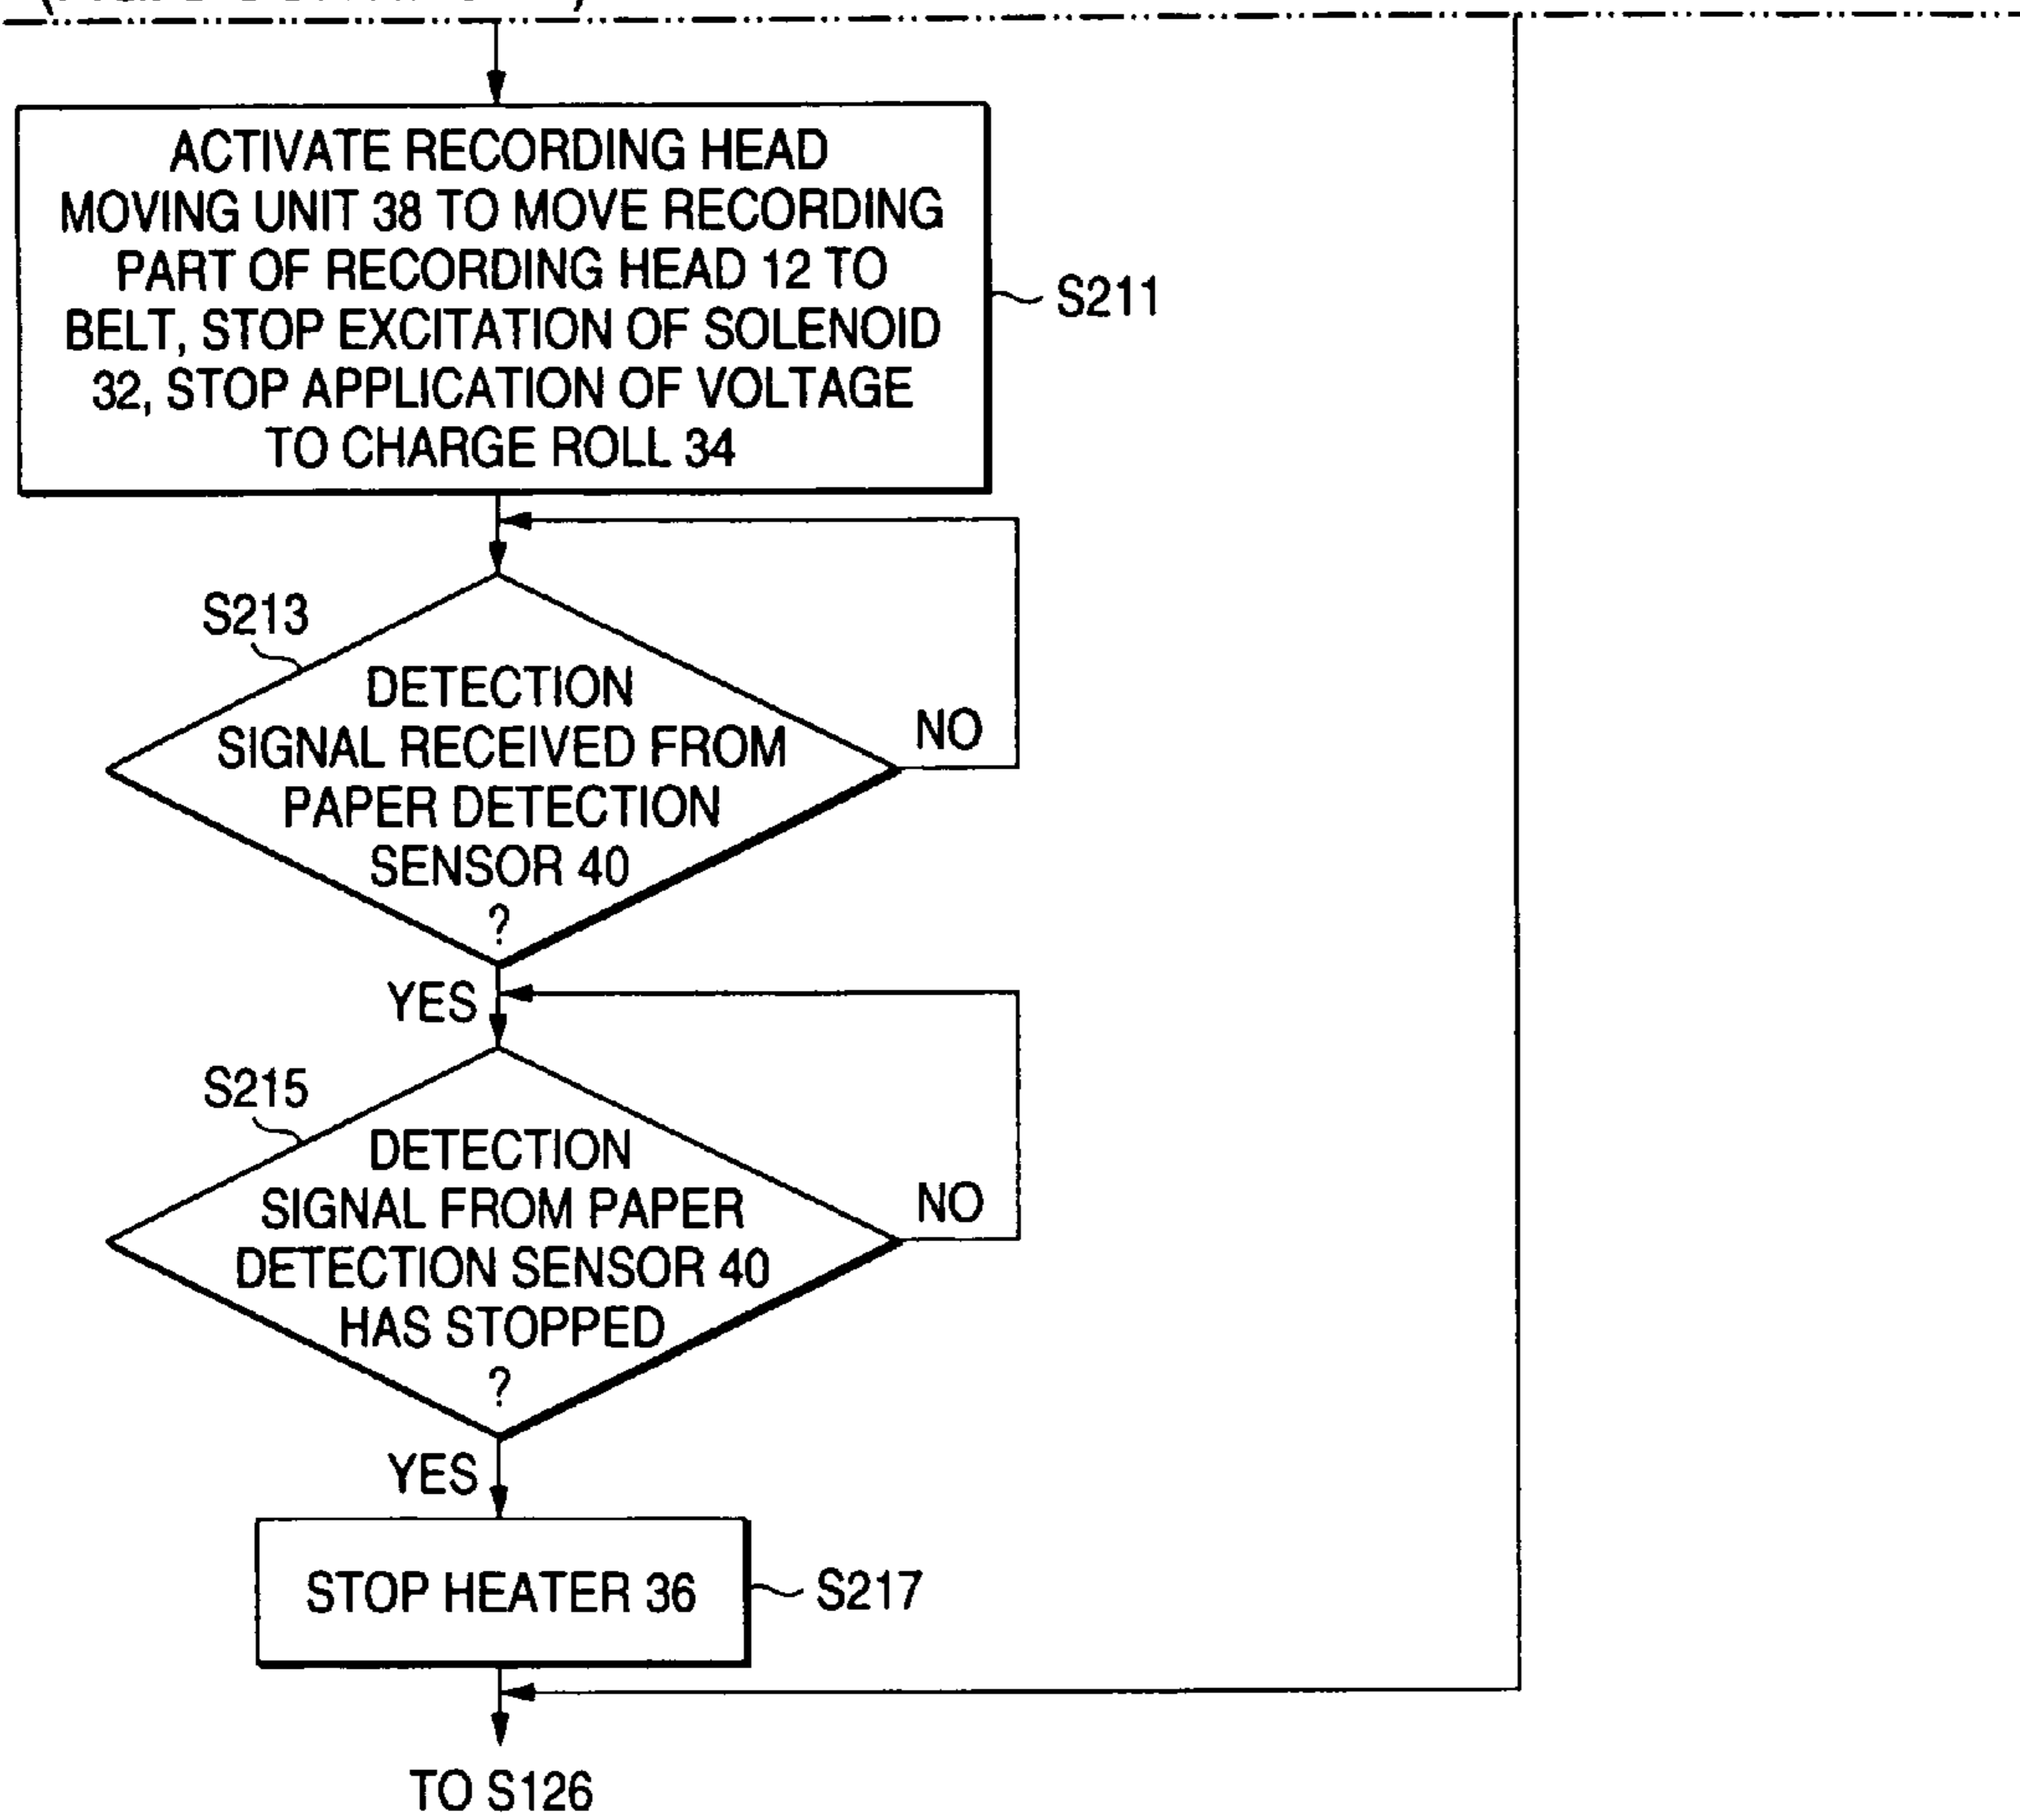 ACTIVATE RECORDING HEAD
MOVING UNIT 38 TO MOVE RECORDING
PART OF RECORDING HEAD 12 TO
BELT, STOP EXCITATION OF SOLENOID
32, STOP APPLICATION OF VOLTAGE
TO CHARGE ROLL 34
S211
S213
DETECTION
SIGNAL RECEIVED FROM
PAPER DETECTION
SENSOR 40
?
NO
YES
S215
DETECTION
SIGNAL FROM PAPER
DETECTION SENSOR 40
HAS STOPPED
?
NO
YES
STOP HEATER 36
S217
TO S126